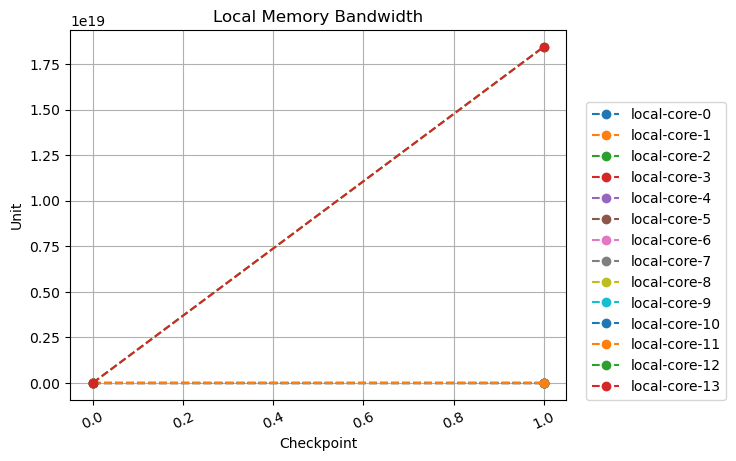 Local Memory Bandwidth
1e19
1.75
1.50
1.25
1.00
0.75
0.50
0.25
0.00
Unit
0.0
0.2
0.4
0.6
0.8
1.0
Checkpoint
local-core-0
local-core-1
local-core-2
local-core-3
local-core-4
local-core-5
local-core-6
local-core-7
local-core-8
local-core-9
local-core-10
local-core-11
local-core-12
local-core-13